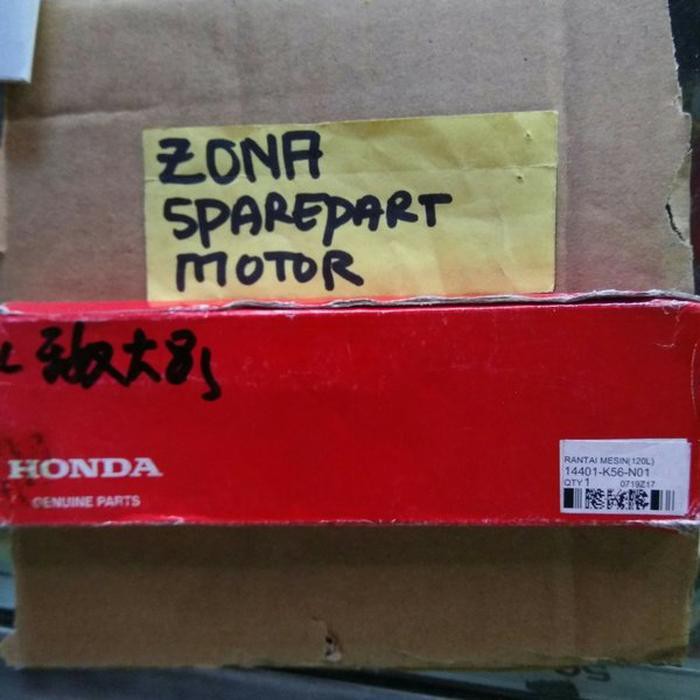 ZONA
SPAREPART
MOTOR
HONDA
GENUINE PARTS
RANTAI MESIN(120L)
14401-K56-N01
QTY 1 0719Z17